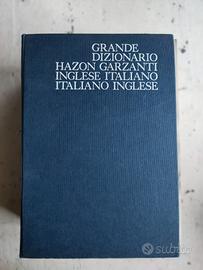 GRANDE
DIZIONARIO
HAZON GARZANTI
INGLESE ITALIANO
ITALIANO INGLESE
subito